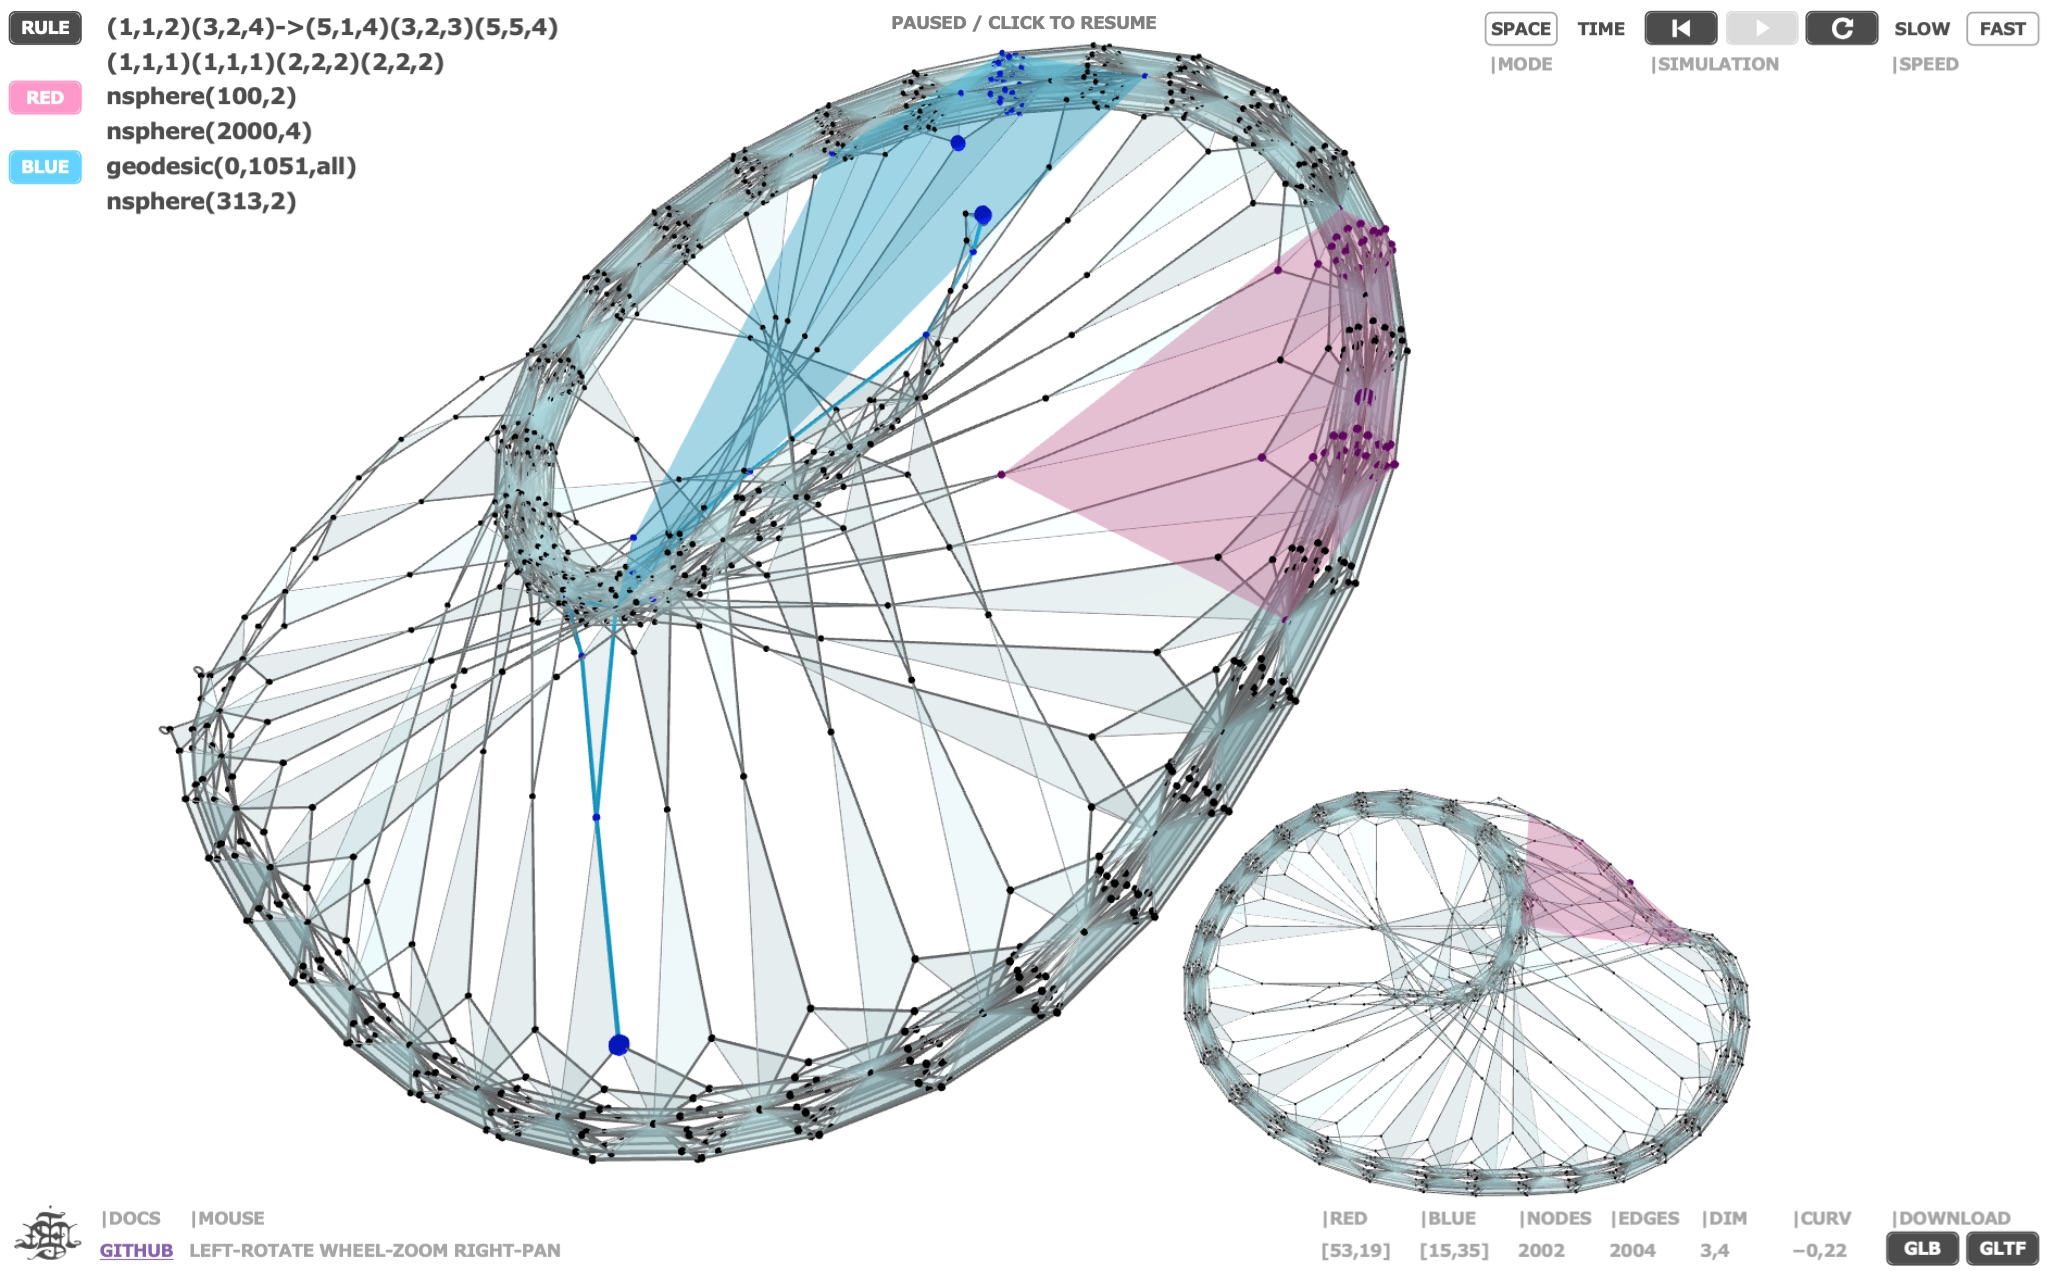 RULE (1,1,2)(3,2,4)->(5,1,4)(3,2,3)(5,5,4)
(1,1,1)(1,1,1)(2,2,2)(2,2,2)
RED nsphere(100,2)
nsphere(2000,4)
BLUE geodesic(0,1051,all)
nsphere(313,2)
PAUSED / CLICK TO RESUME
SPACE TIME SLOW FAST
|MODE |SIMULATION |SPEED
|DOCS |MOUSE
GITHUB LEFT-ROTATE WHEEL-ZOOM RIGHT-PAN
|RED |BLUE |NODES |EDGES |DIM |CURV |DOWNLOAD
[53,19] [15,35] 2002 2004 3,4 −0,22 GLB GLTF